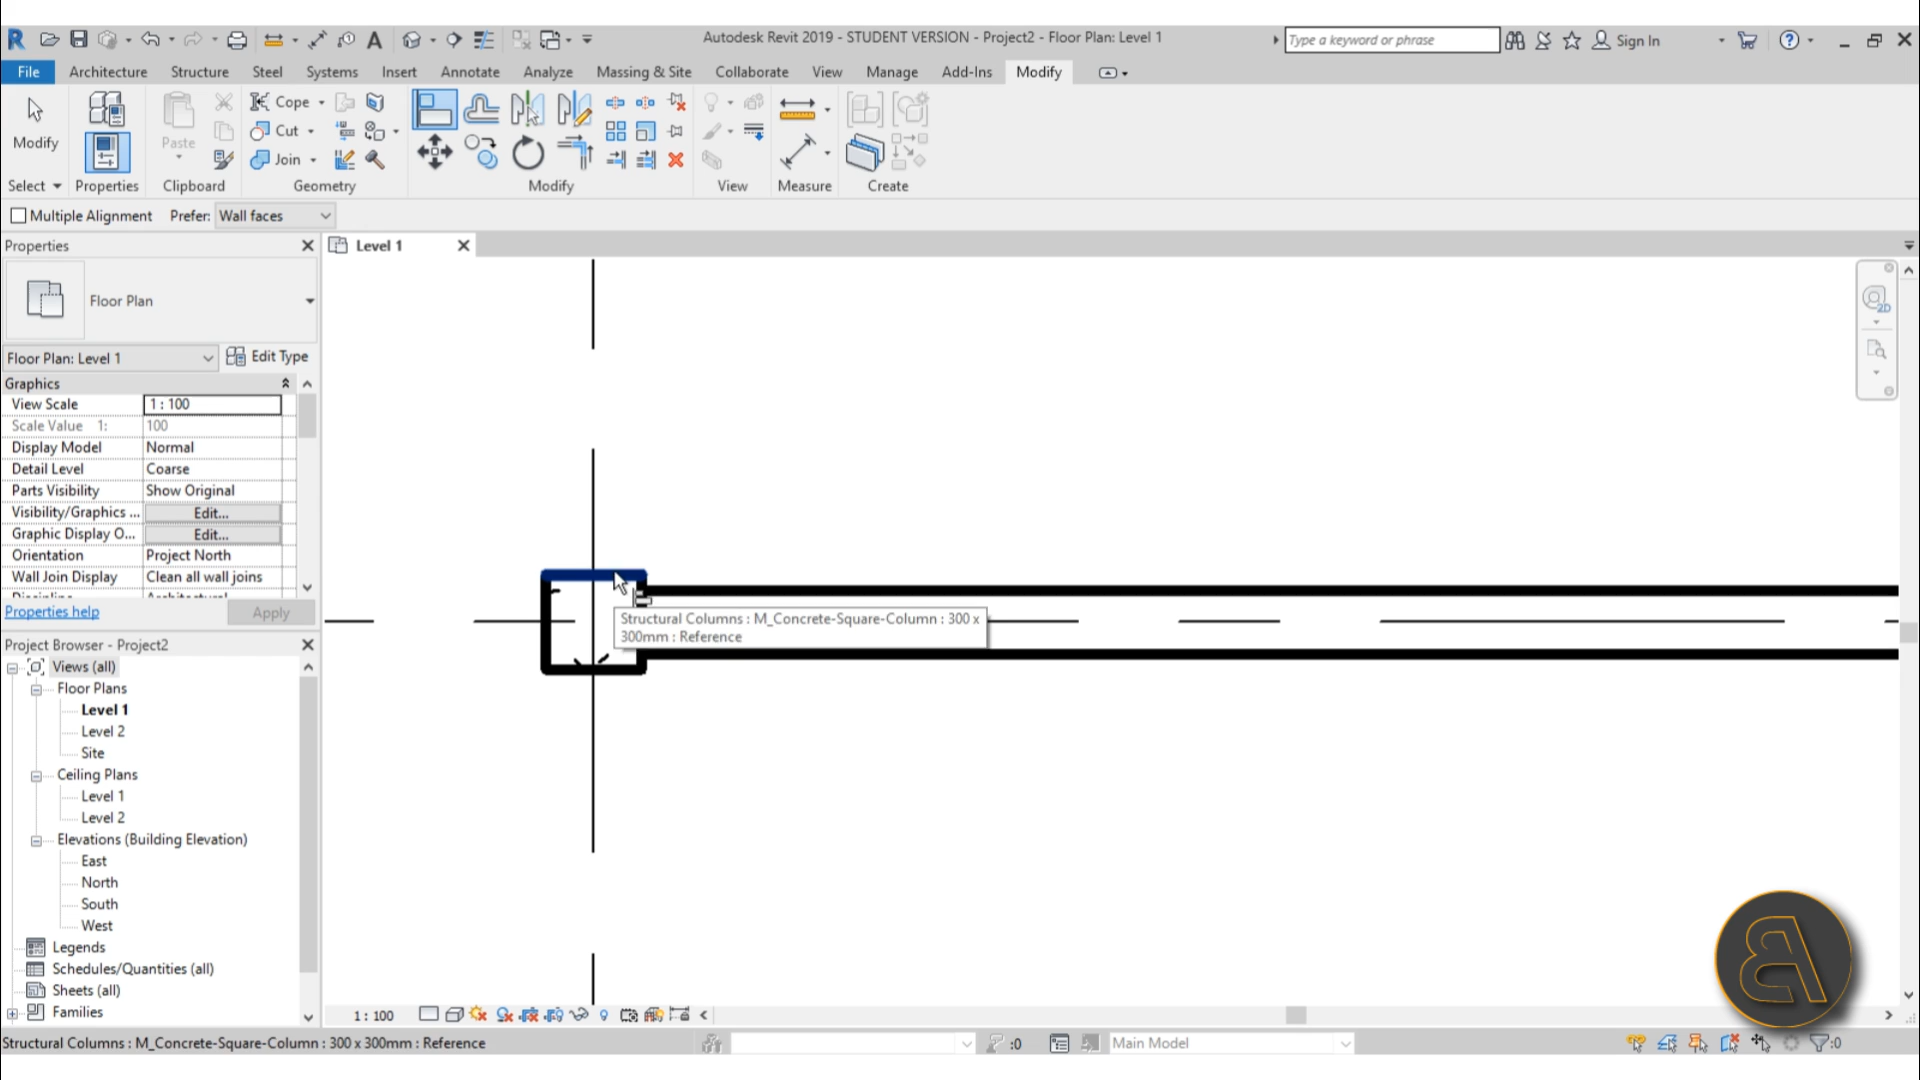 Autodesk Revit 2019 - STUDENT VERSION - Project2 - Floor Plan: Level 1
Type a keyword or phrase
Sign In
File Architecture Structure Steel Systems Insert Annotate Analyze Massing & Site Collaborate View Manage Add-Ins Modify
Cope
Cut
Join
Modify
Paste
Select Properties Clipboard Geometry Modify View Measure Create
Multiple Alignment Prefer: Wall faces
Properties
Level 1
Floor Plan
2D
Floor Plan: Level 1 Edit Type
Graphics
View Scale 1 : 100
Scale Value 1: 100
Display Model Normal
Detail Level Coarse
Parts Visibility Show Original
Visibility/Graphics ... Edit...
Graphic Display O... Edit...
Orientation Project North
Wall Join Display Clean all wall joins
Properties help Apply
Structural Columns : M_Concrete-Square-Column : 300 x
300mm : Reference
Project Browser - Project2
Views (all)
Floor Plans
Level 1
Level 2
Site
Ceiling Plans
Level 1
Level 2
Elevations (Building Elevation)
East
North
South
West
Legends
Schedules/Quantities (all)
Sheets (all)
Families
1 : 100
Structural Columns : M_Concrete-Square-Column : 300 x 300mm : Reference
:0
Main Model
:0